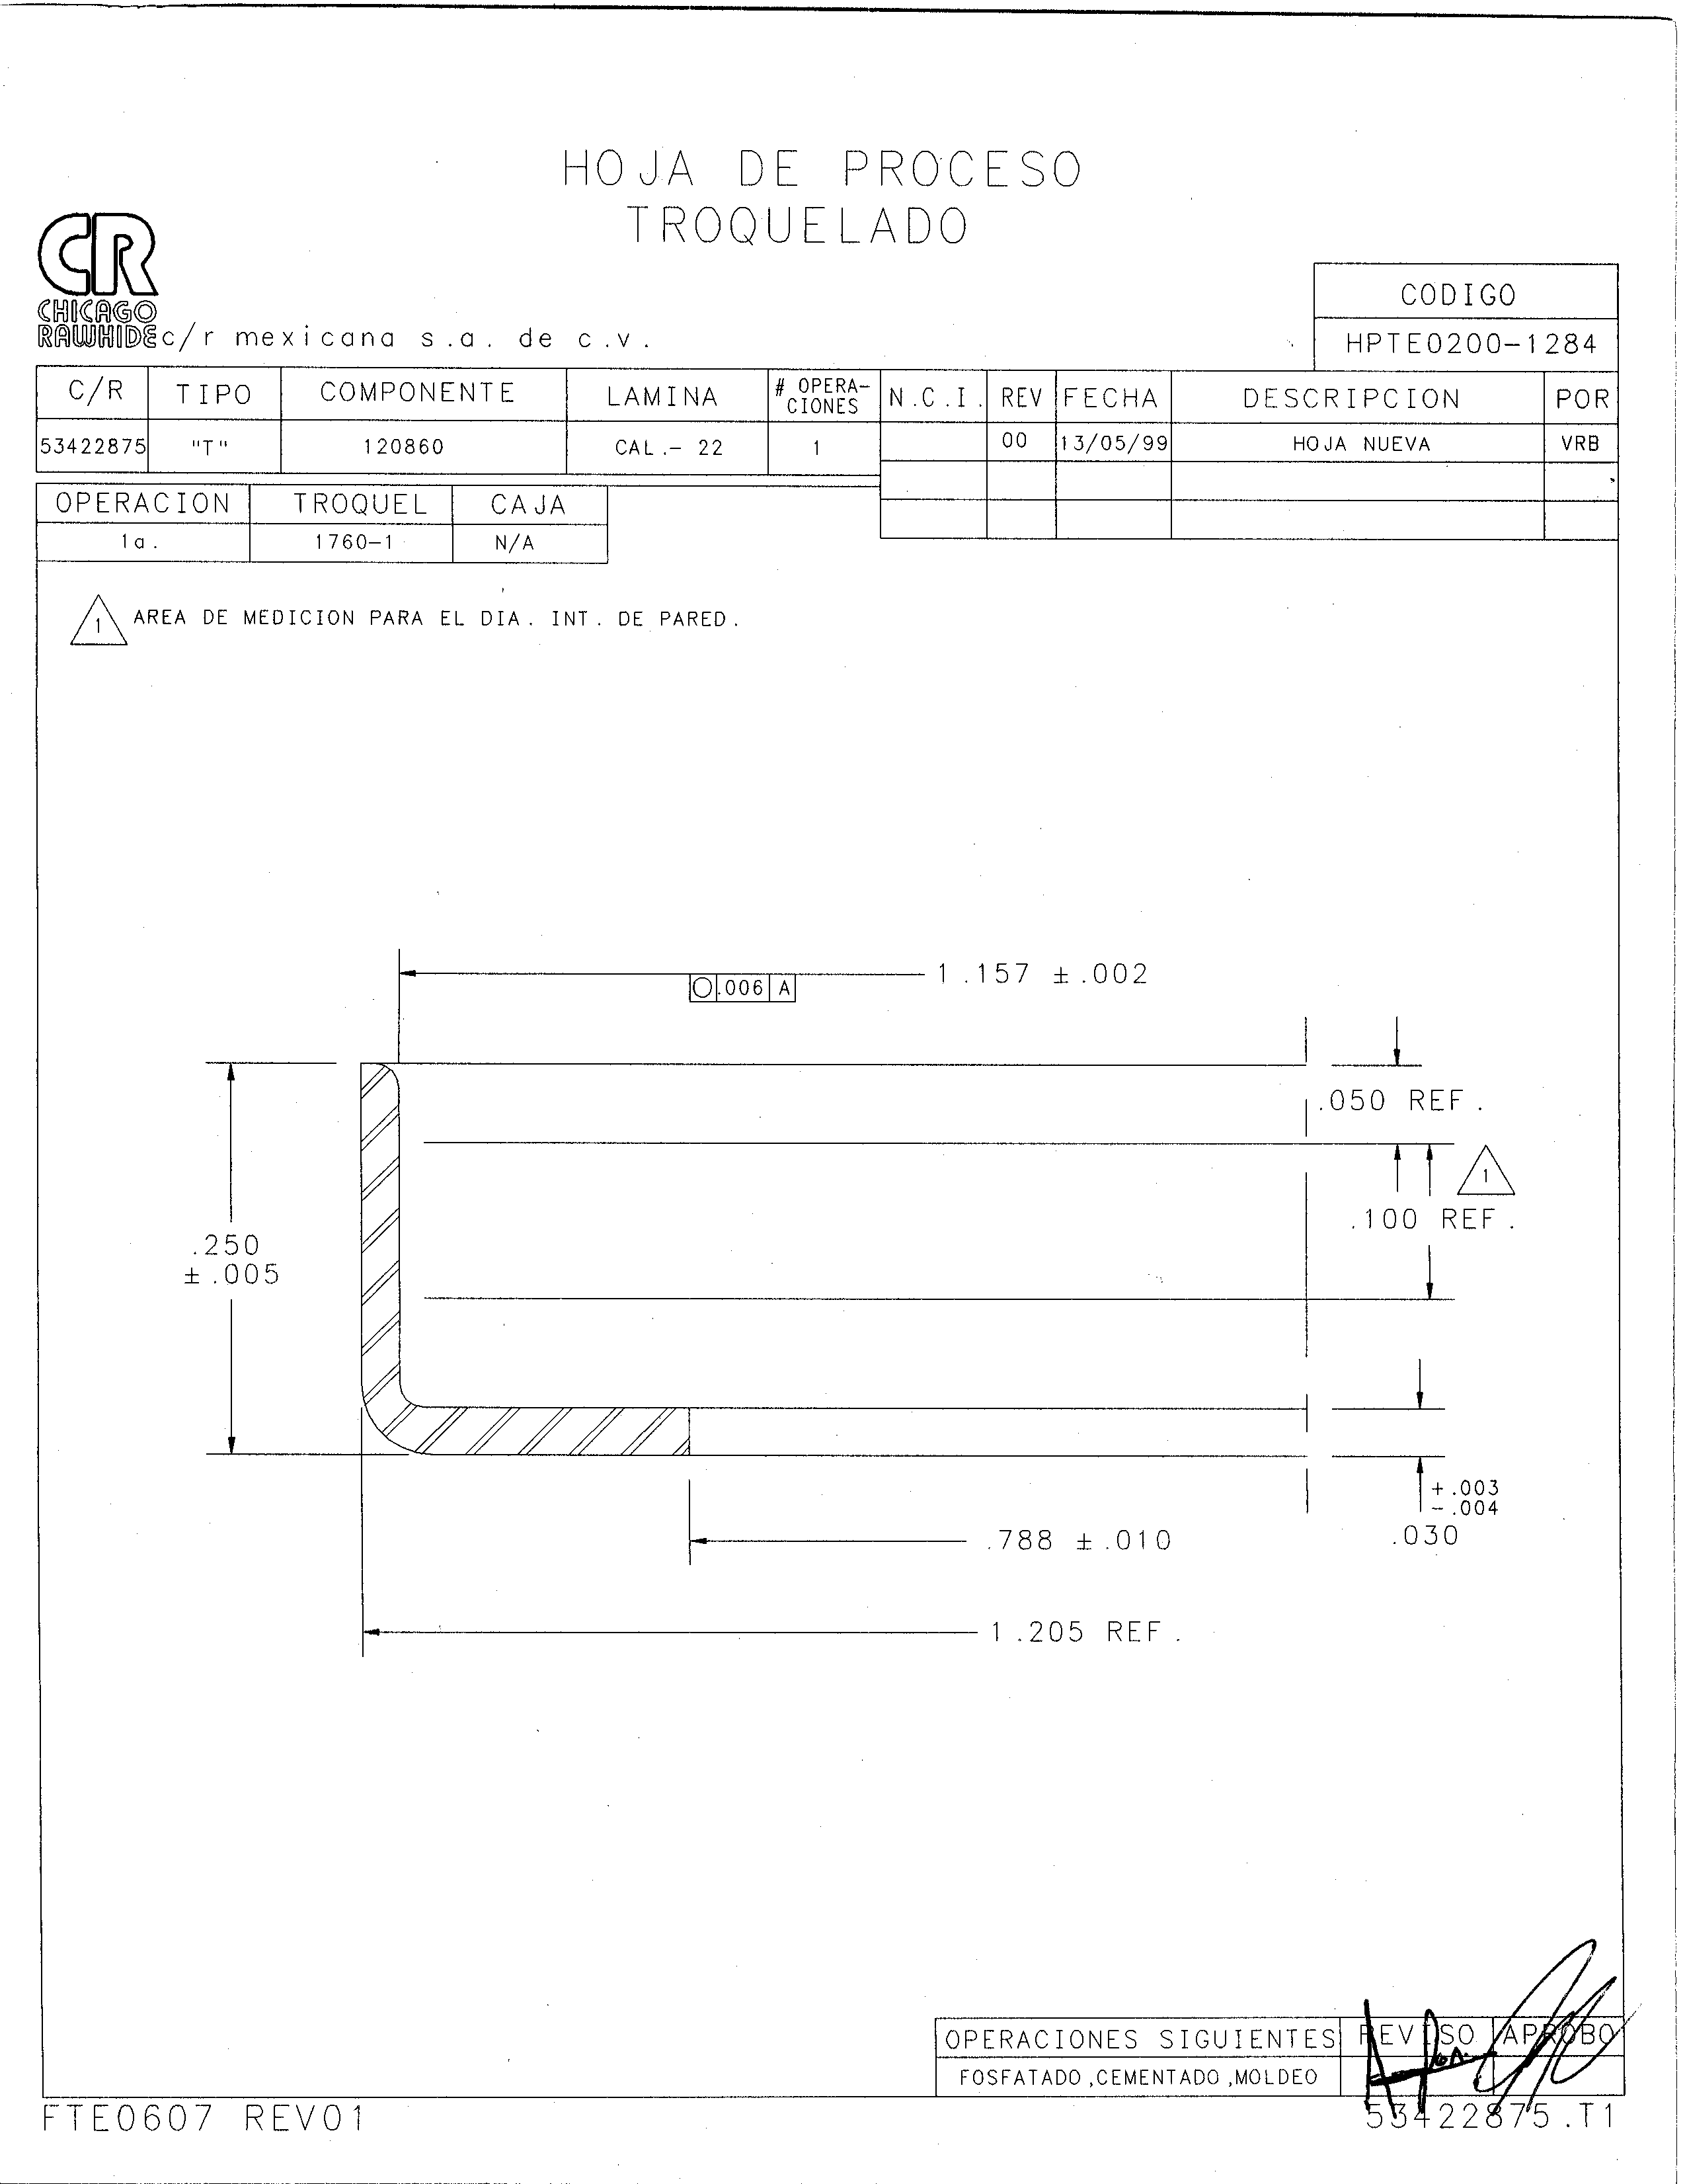 HOJA DE PROCESO
TROQUELADO
CR
CHICAGO
RAWHIDE c/r mexicana s.a. de c.v.
CODIGO
HPTE0200-1284
C/R TIPO COMPONENTE LAMINA # OPERA-CIONES N.C.I. REV FECHA DESCRIPCION POR
53422875 "T" 120860 CAL.- 22 1 00 13/05/99 HOJA NUEVA VRB
OPERACION TROQUEL CAJA
1a. 1760-1 N/A
1 AREA DE MEDICION PARA EL DIA. INT. DE PARED.
1.157 ±.002
○ .006 A
.050 REF.
1
.100 REF.
.250
±.005
+.003
-.004
.030
.788 ±.010
1.205 REF.
OPERACIONES SIGUIENTES REVISO APROBO
FOSFATADO,CEMENTADO,MOLDEO
FTE0607 REV01 53422875.T1